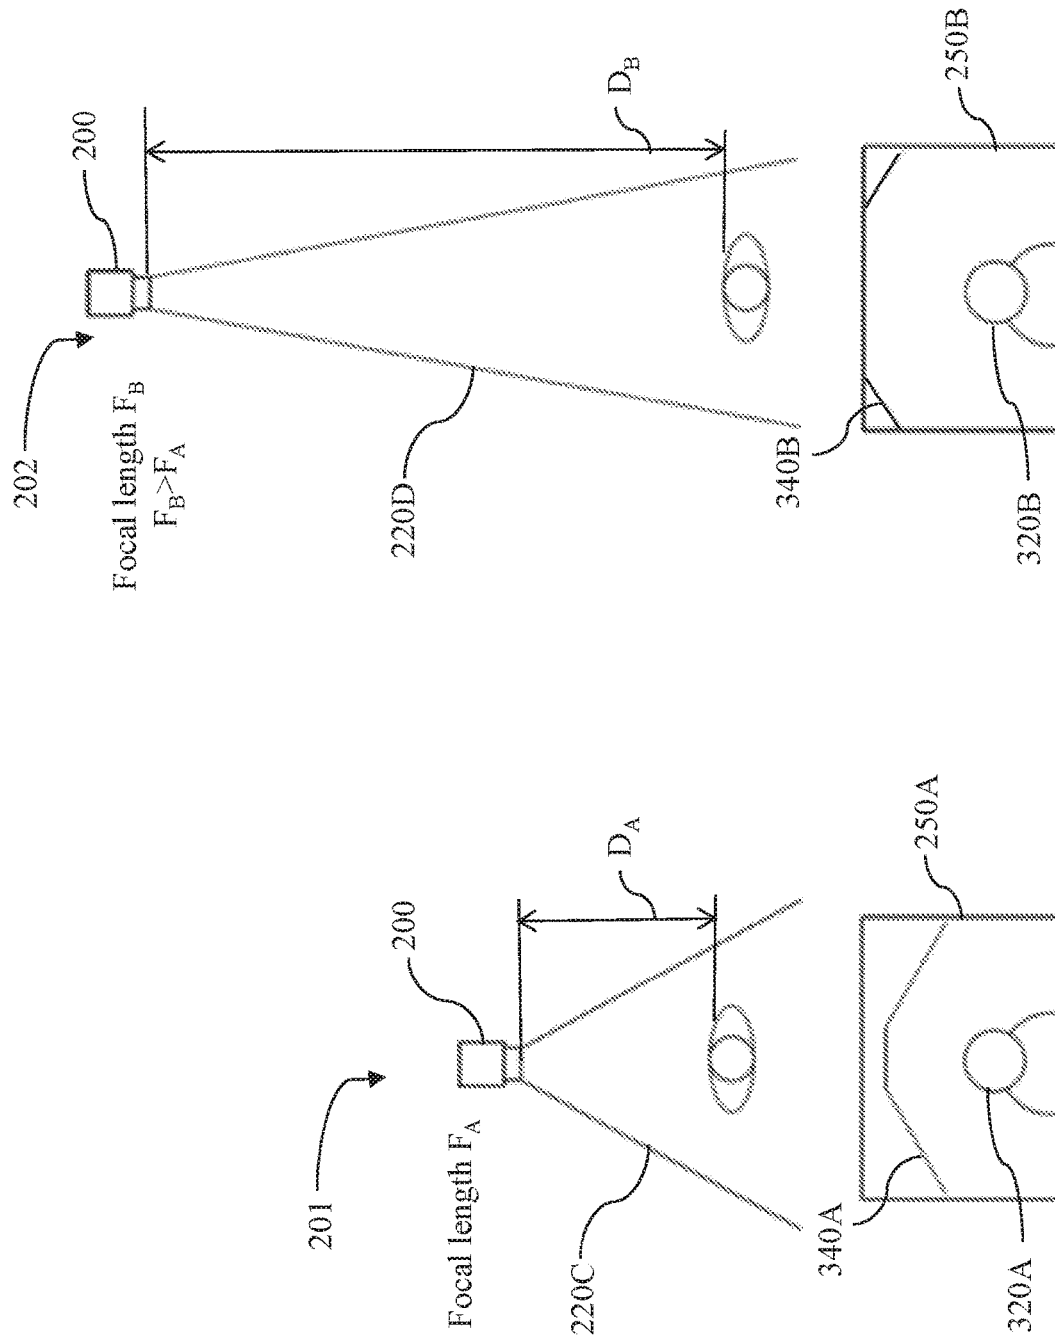 201
Focal length F_A
200
D_A
220C
340A
250A
320A
202
Focal length F_B
F_B>F_A
200
D_B
220D
340B
250B
320B